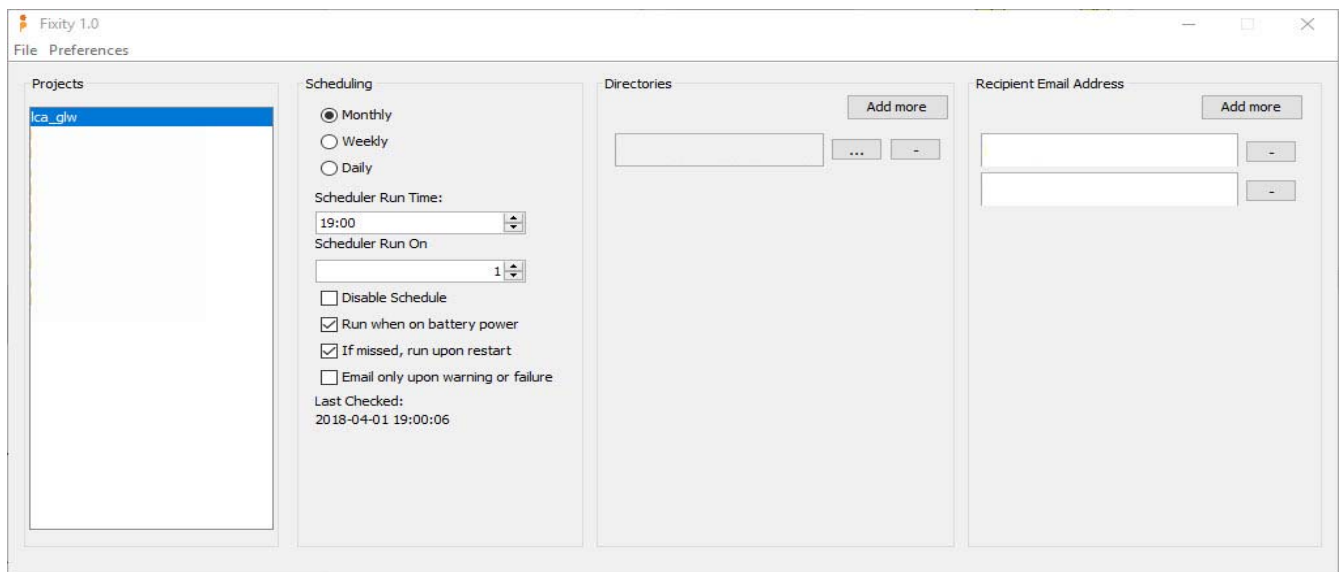 Fixity 1.0
File Preferences
Projects
lca_glw
Scheduling
Monthly
Weekly
Daily
Scheduler Run Time:
19:00
Scheduler Run On
1
Disable Schedule
Run when on battery power
If missed, run upon restart
Email only upon warning or failure
Last Checked:
2018-04-01 19:00:06
Directories
Add more
... -
Recipient Email Address
Add more
-
-